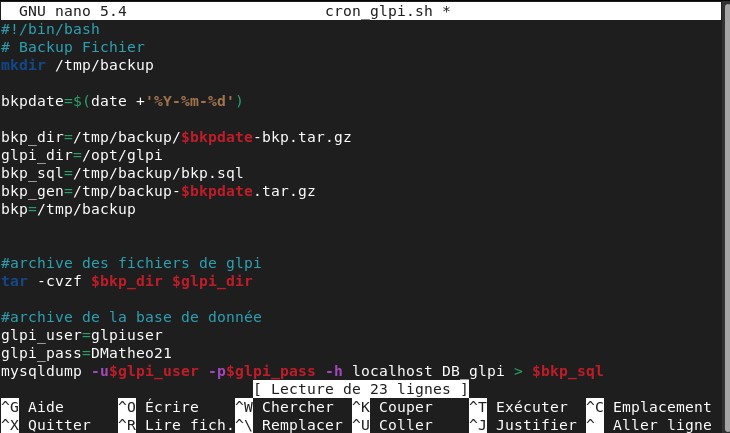 GNU nano 5.4 cron_glpi.sh *
#!/bin/bash
# Backup Fichier
mkdir /tmp/backup
bkpdate=$(date +'%Y-%m-%d')
bkp_dir=/tmp/backup/$bkpdate-bkp.tar.gz
glpi_dir=/opt/glpi
bkp_sql=/tmp/backup/bkp.sql
bkp_gen=/tmp/backup-$bkpdate.tar.gz
bkp=/tmp/backup
#archive des fichiers de glpi
tar -cvzf $bkp_dir $glpi_dir
#archive de la base de donnée
glpi_user=glpiuser
glpi_pass=DMatheo21
mysqldump -u$glpi_user -p$glpi_pass -h localhost DB_glpi > $bkp_sql
[ Lecture de 23 lignes ]
^G Aide ^O Écrire ^W Chercher ^K Couper ^T Exécuter ^C Emplacement
^X Quitter ^R Lire fich. ^\ Remplacer ^U Coller ^J Justifier ^_ Aller ligne